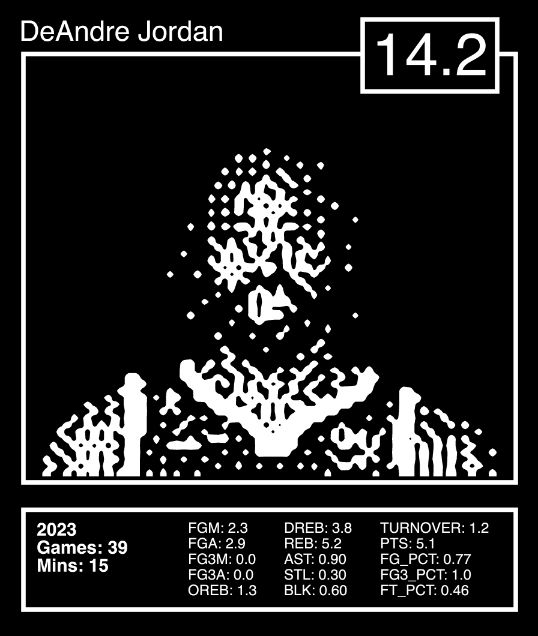 DeAndre Jordan
14.2
2023
Games: 39
Mins: 15
FGM: 2.3
FGA: 2.9
FG3M: 0.0
FG3A: 0.0
OREB: 1.3
DREB: 3.8
REB: 5.2
AST: 0.90
STL: 0.30
BLK: 0.60
TURNOVER: 1.2
PTS: 5.1
FG_PCT: 0.77
FG3_PCT: 1.0
FT_PCT: 0.46